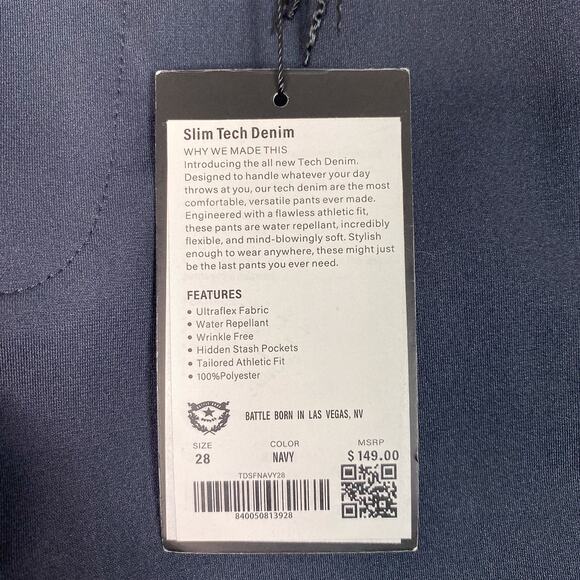 Slim Tech Denim
WHY WE MADE THIS
Introducing the all new Tech Denim.
Designed to handle whatever your day
throws at you, our tech denim are the most
comfortable, versatile pants ever made.
Engineered with a flawless athletic fit,
these pants are water repellant, incredibly
flexible, and mind-blowingly soft. Stylish
enough to wear anywhere, these might just
be the last pants you ever need.
FEATURES
• Ultraflex Fabric
• Water Repellant
• Wrinkle Free
• Hidden Stash Pockets
• Tailored Athletic Fit
• 100%Polyester
BATTLE BORN IN LAS VEGAS, NV
SIZE COLOR MSRP
28 NAVY $149.00
TDSFNAVY28
840050813928